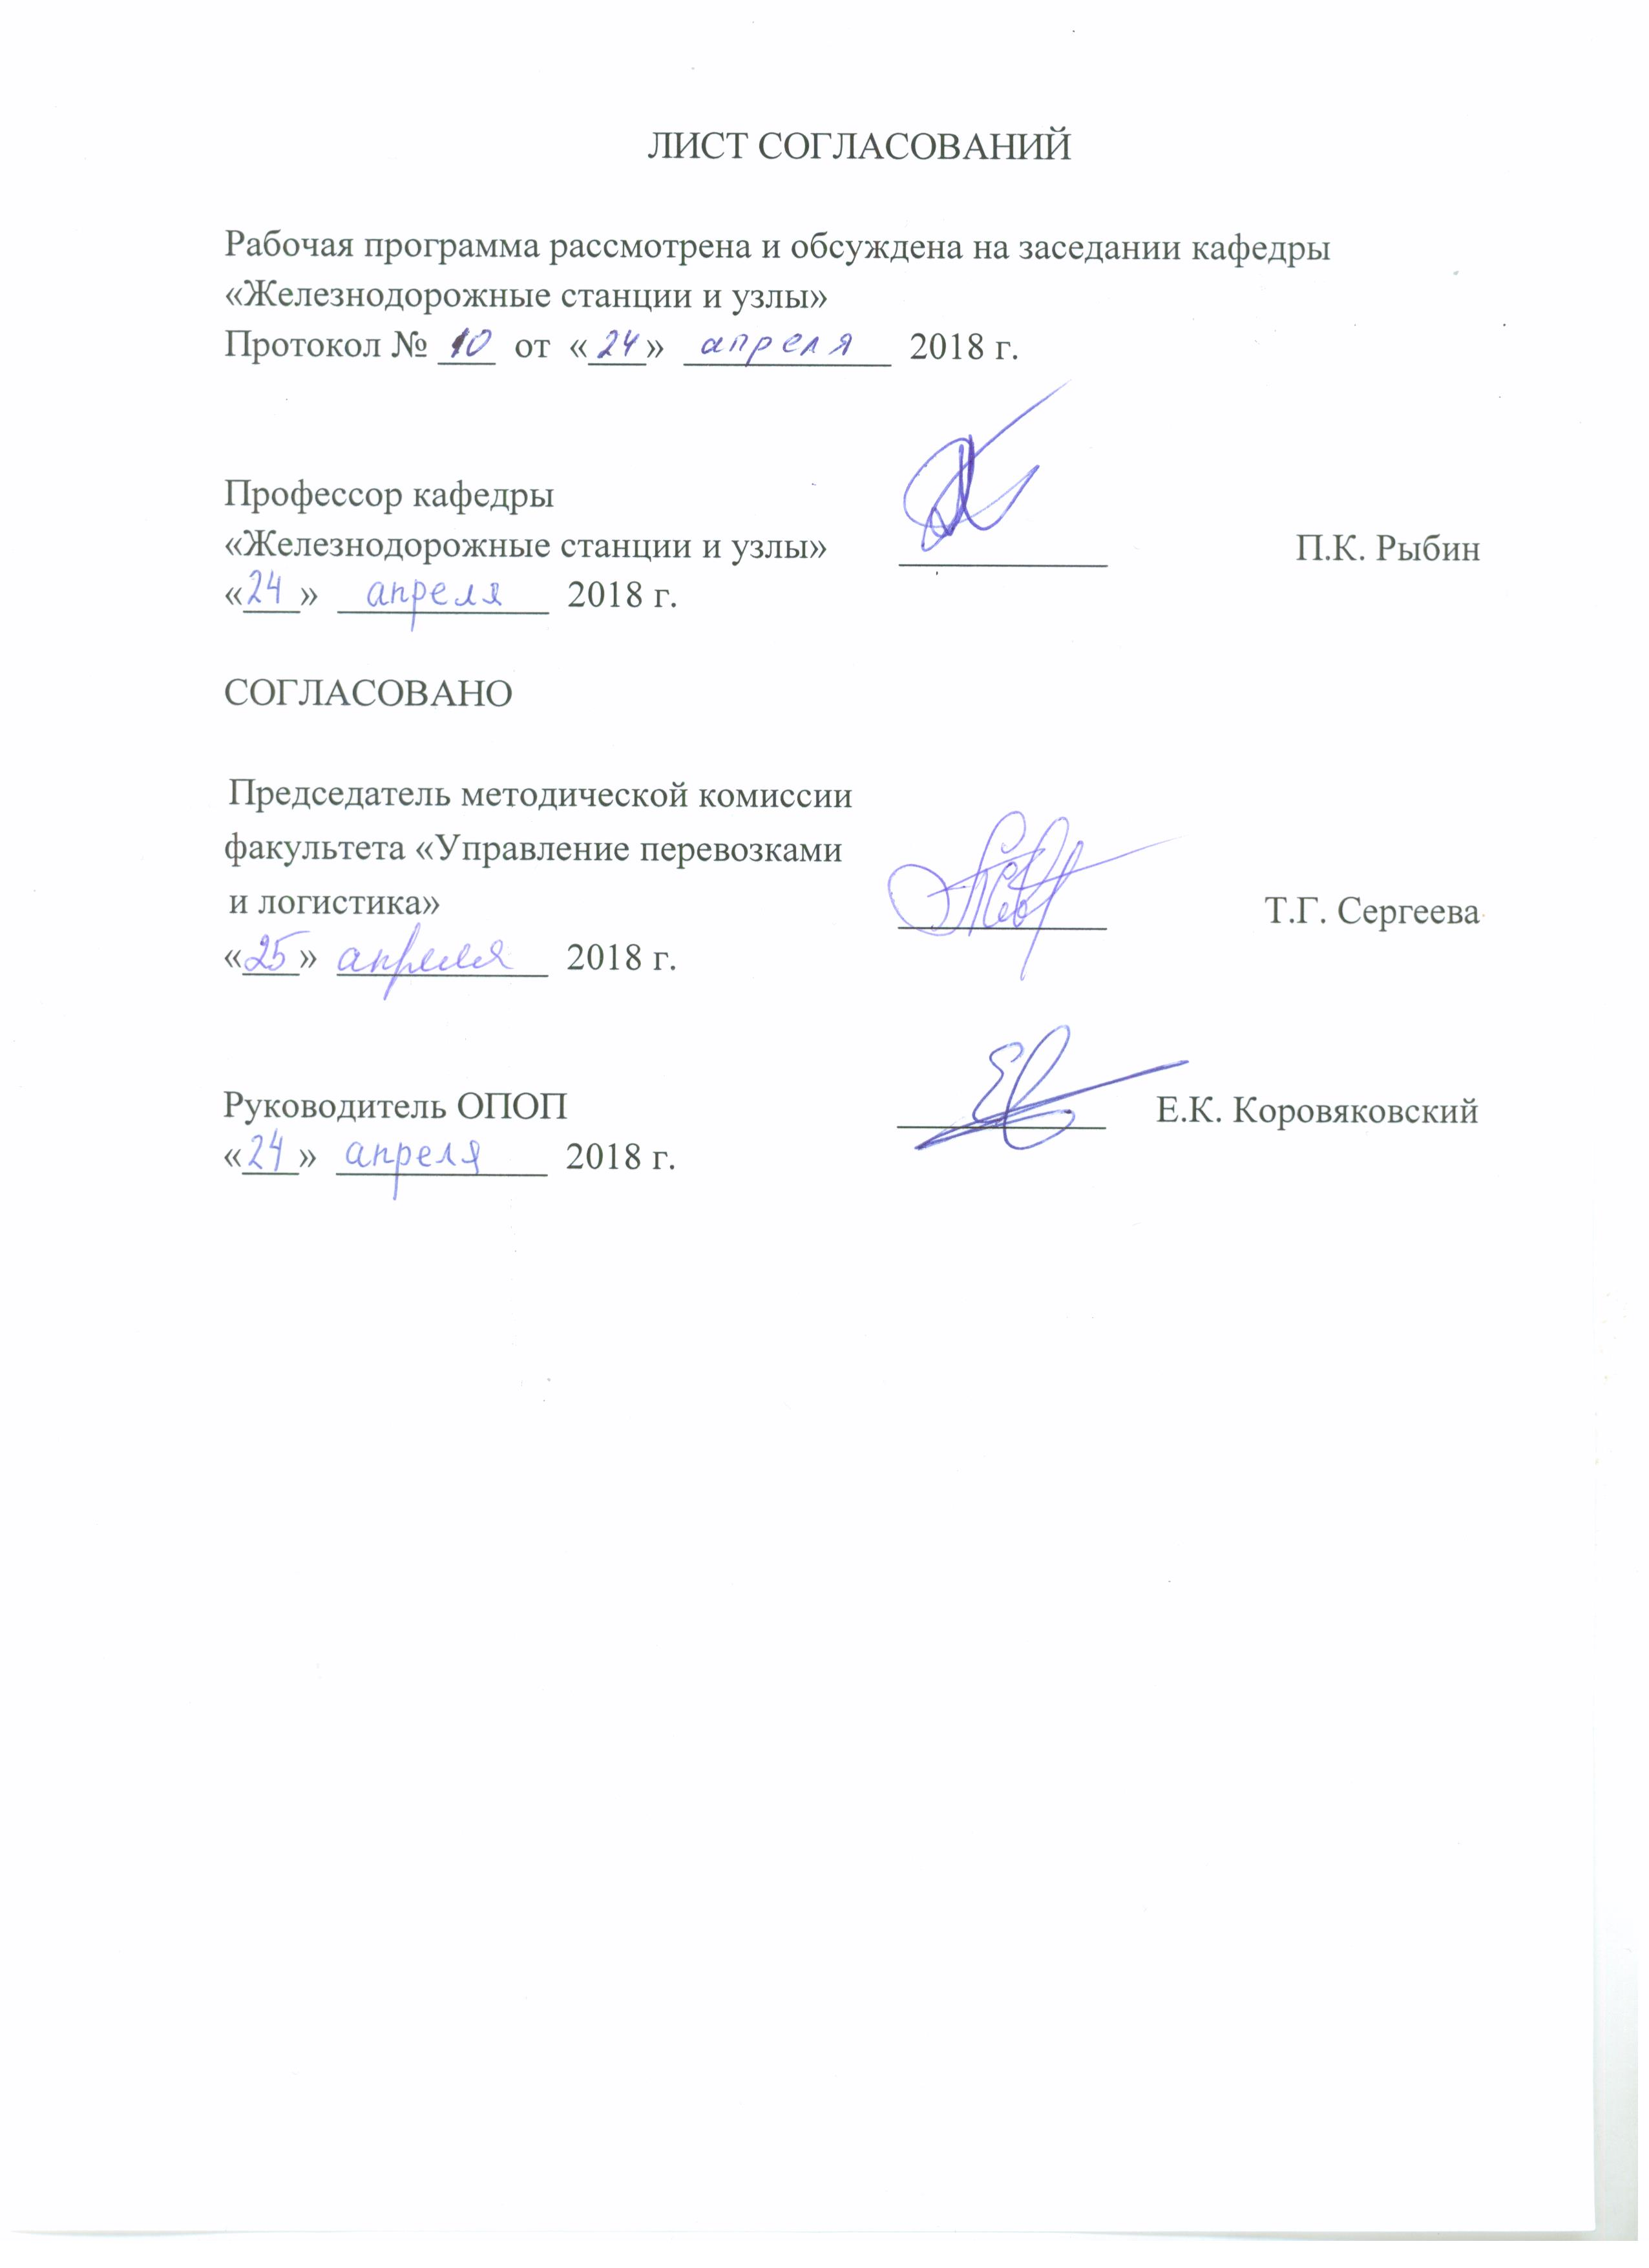 ЛИСТ СОГЛАСОВАНИЙ
Рабочая программа рассмотрена и обсуждена на заседании кафедры
«Железнодорожные станции и узлы»
Протокол № 10 от «24» апреля 2018 г.
Профессор кафедры
«Железнодорожные станции и узлы» П.К. Рыбин
«24» апреля 2018 г.
СОГЛАСОВАНО
Председатель методической комиссии
факультета «Управление перевозками
и логистика» Т.Г. Сергеева
«25» апреля 2018 г.
Руководитель ОПОП Е.К. Коровяковский
«24» апреля 2018 г.